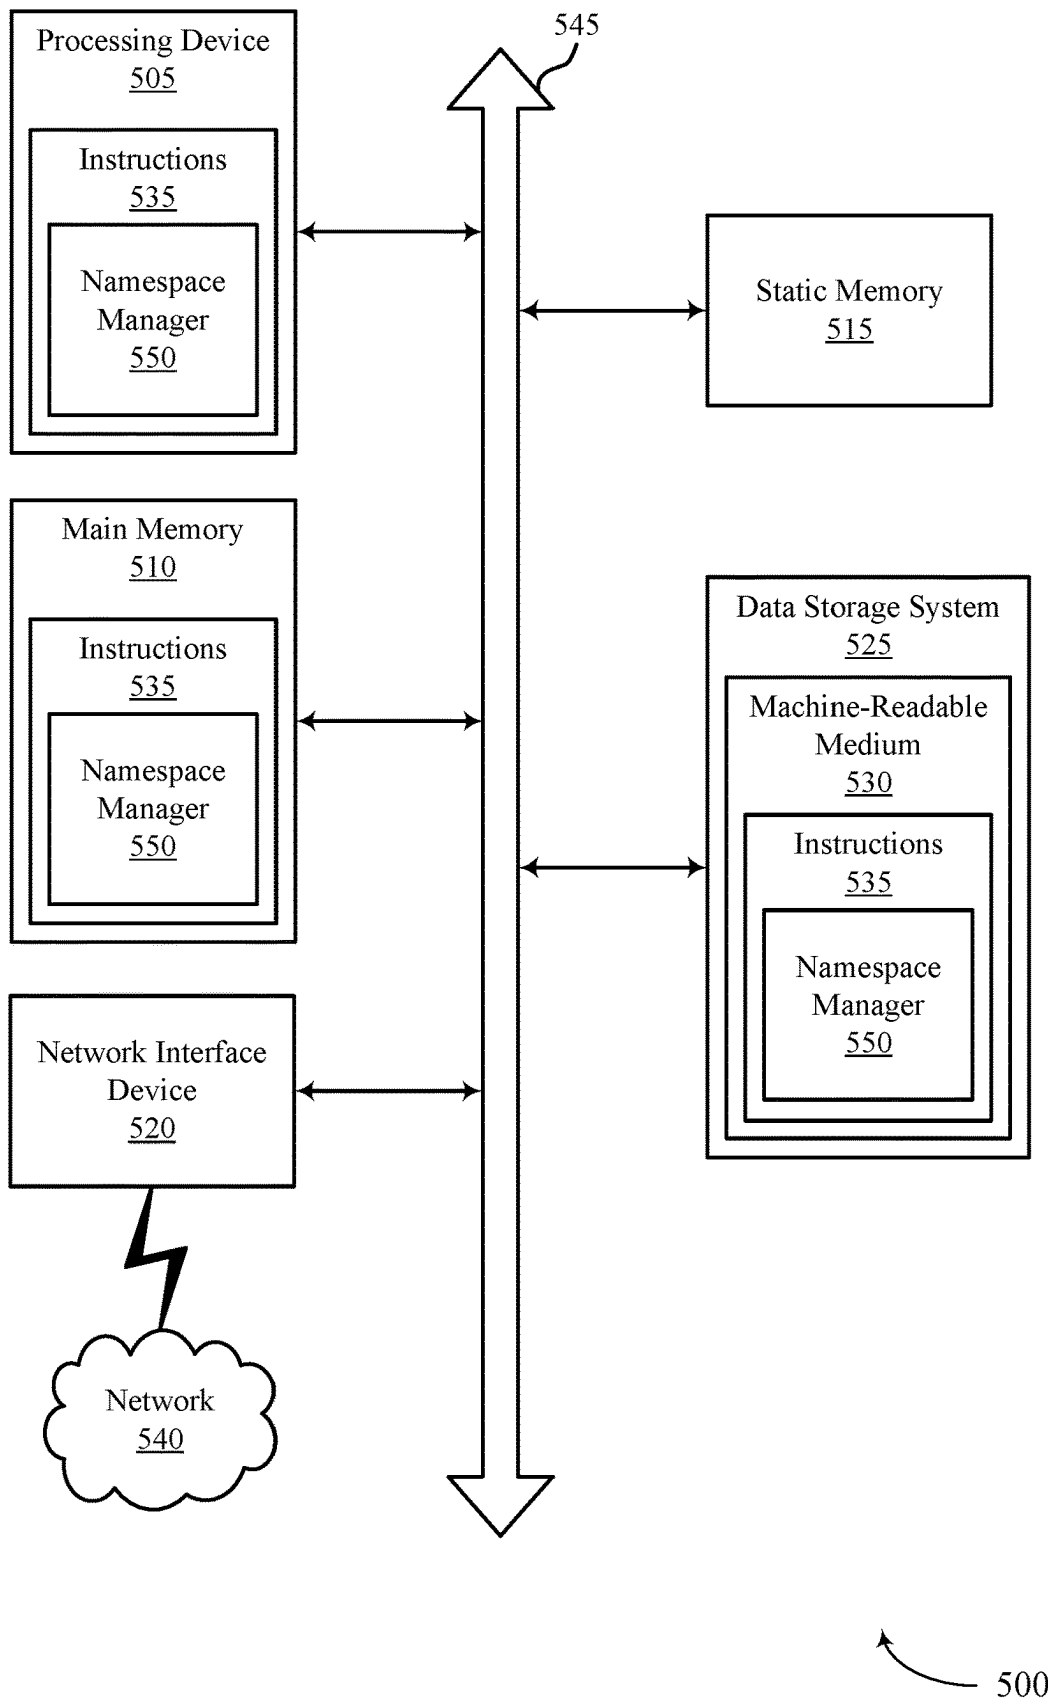 Processing Device
505
Instructions
535
Namespace
Manager
550
545
Static Memory
515
Main Memory
510
Instructions
535
Namespace
Manager
550
Data Storage System
525
Machine-Readable
Medium
530
Instructions
535
Namespace
Manager
550
Network Interface
Device
520
Network
540
500